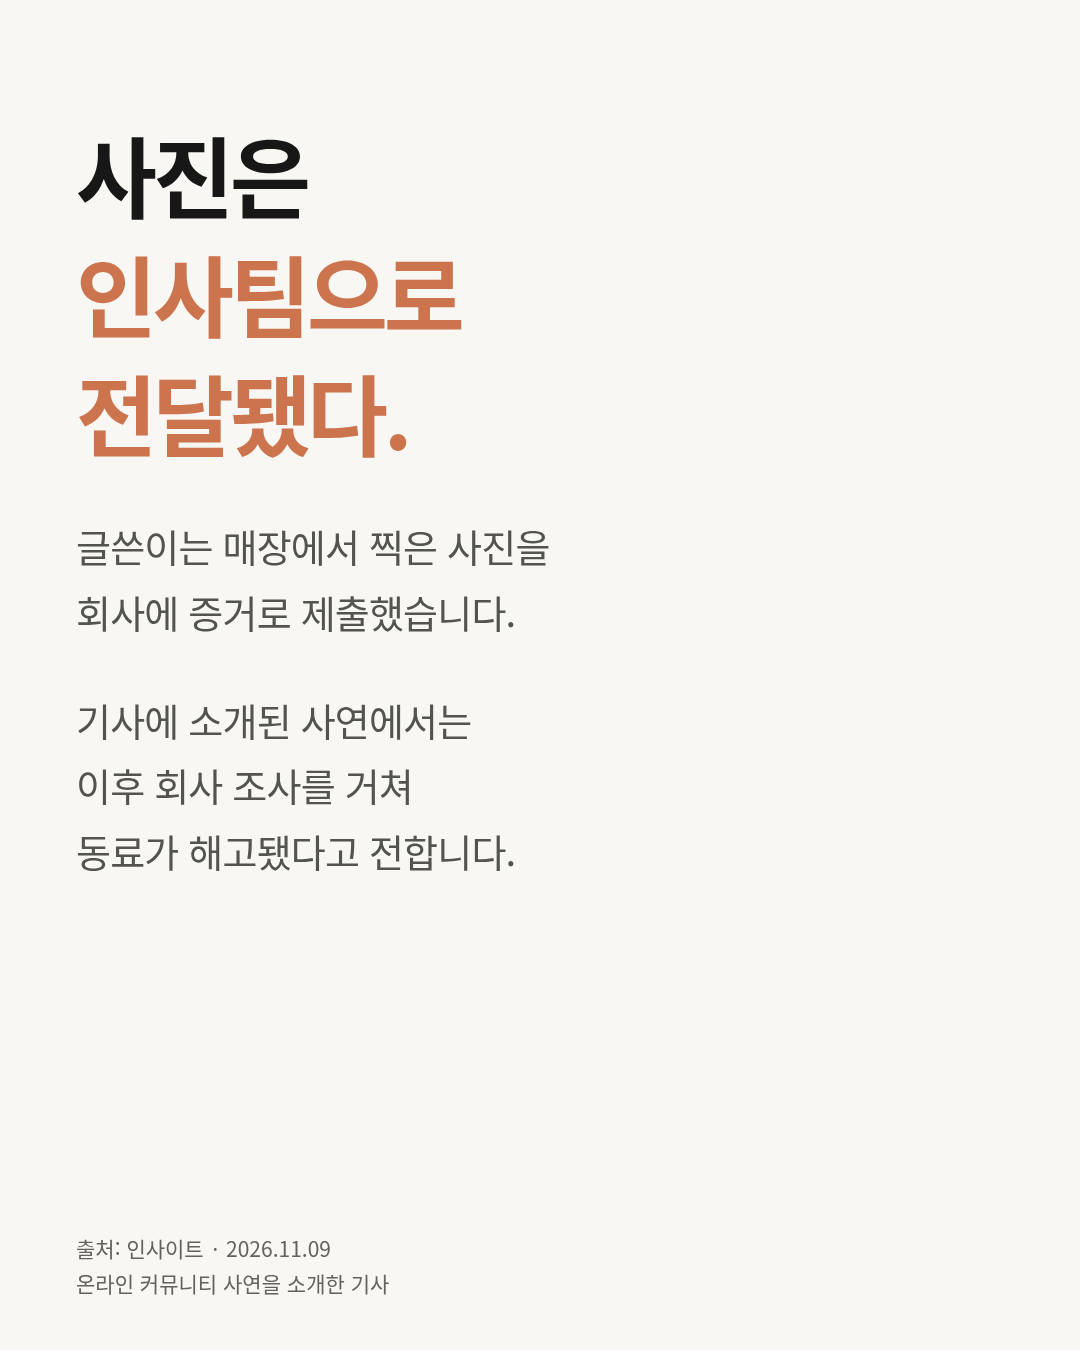 사진은
인사팀으로
전달됐다.
글쓴이는 매장에서 찍은 사진을
회사에 증거로 제출했습니다.
기사에 소개된 사연에서는
이후 회사 조사를 거쳐
동료가 해고됐다고 전합니다.
출처: 인사이트 · 2026.11.09
온라인 커뮤니티 사연을 소개한 기사